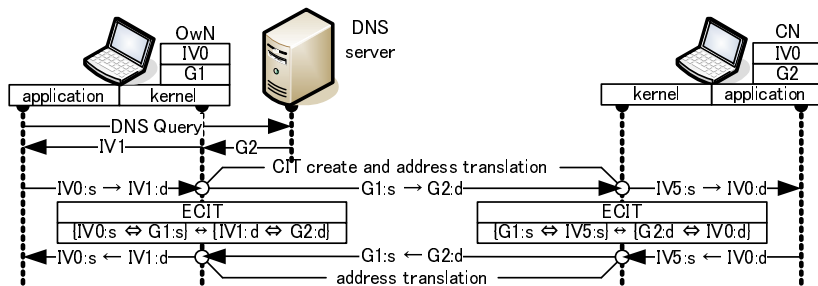 OwN
IV0
G1
application
kernel
DNS
server
CN
IV0
G2
kernel
application
DNS Query
IV1
G2
CIT create and address translation
IV0:s → IV1:d
G1:s → G2:d
IV5:s → IV0:d
ECIT
{IV0:s ⇔ G1:s} ↔ {IV1:d ⇔ G2:d}
ECIT
{G1:s ⇔ IV5:s} ↔ {G2:d ⇔ IV0:d}
IV0:s ← IV1:d
G1:s ← G2:d
IV5:s ← IV0:d
address translation